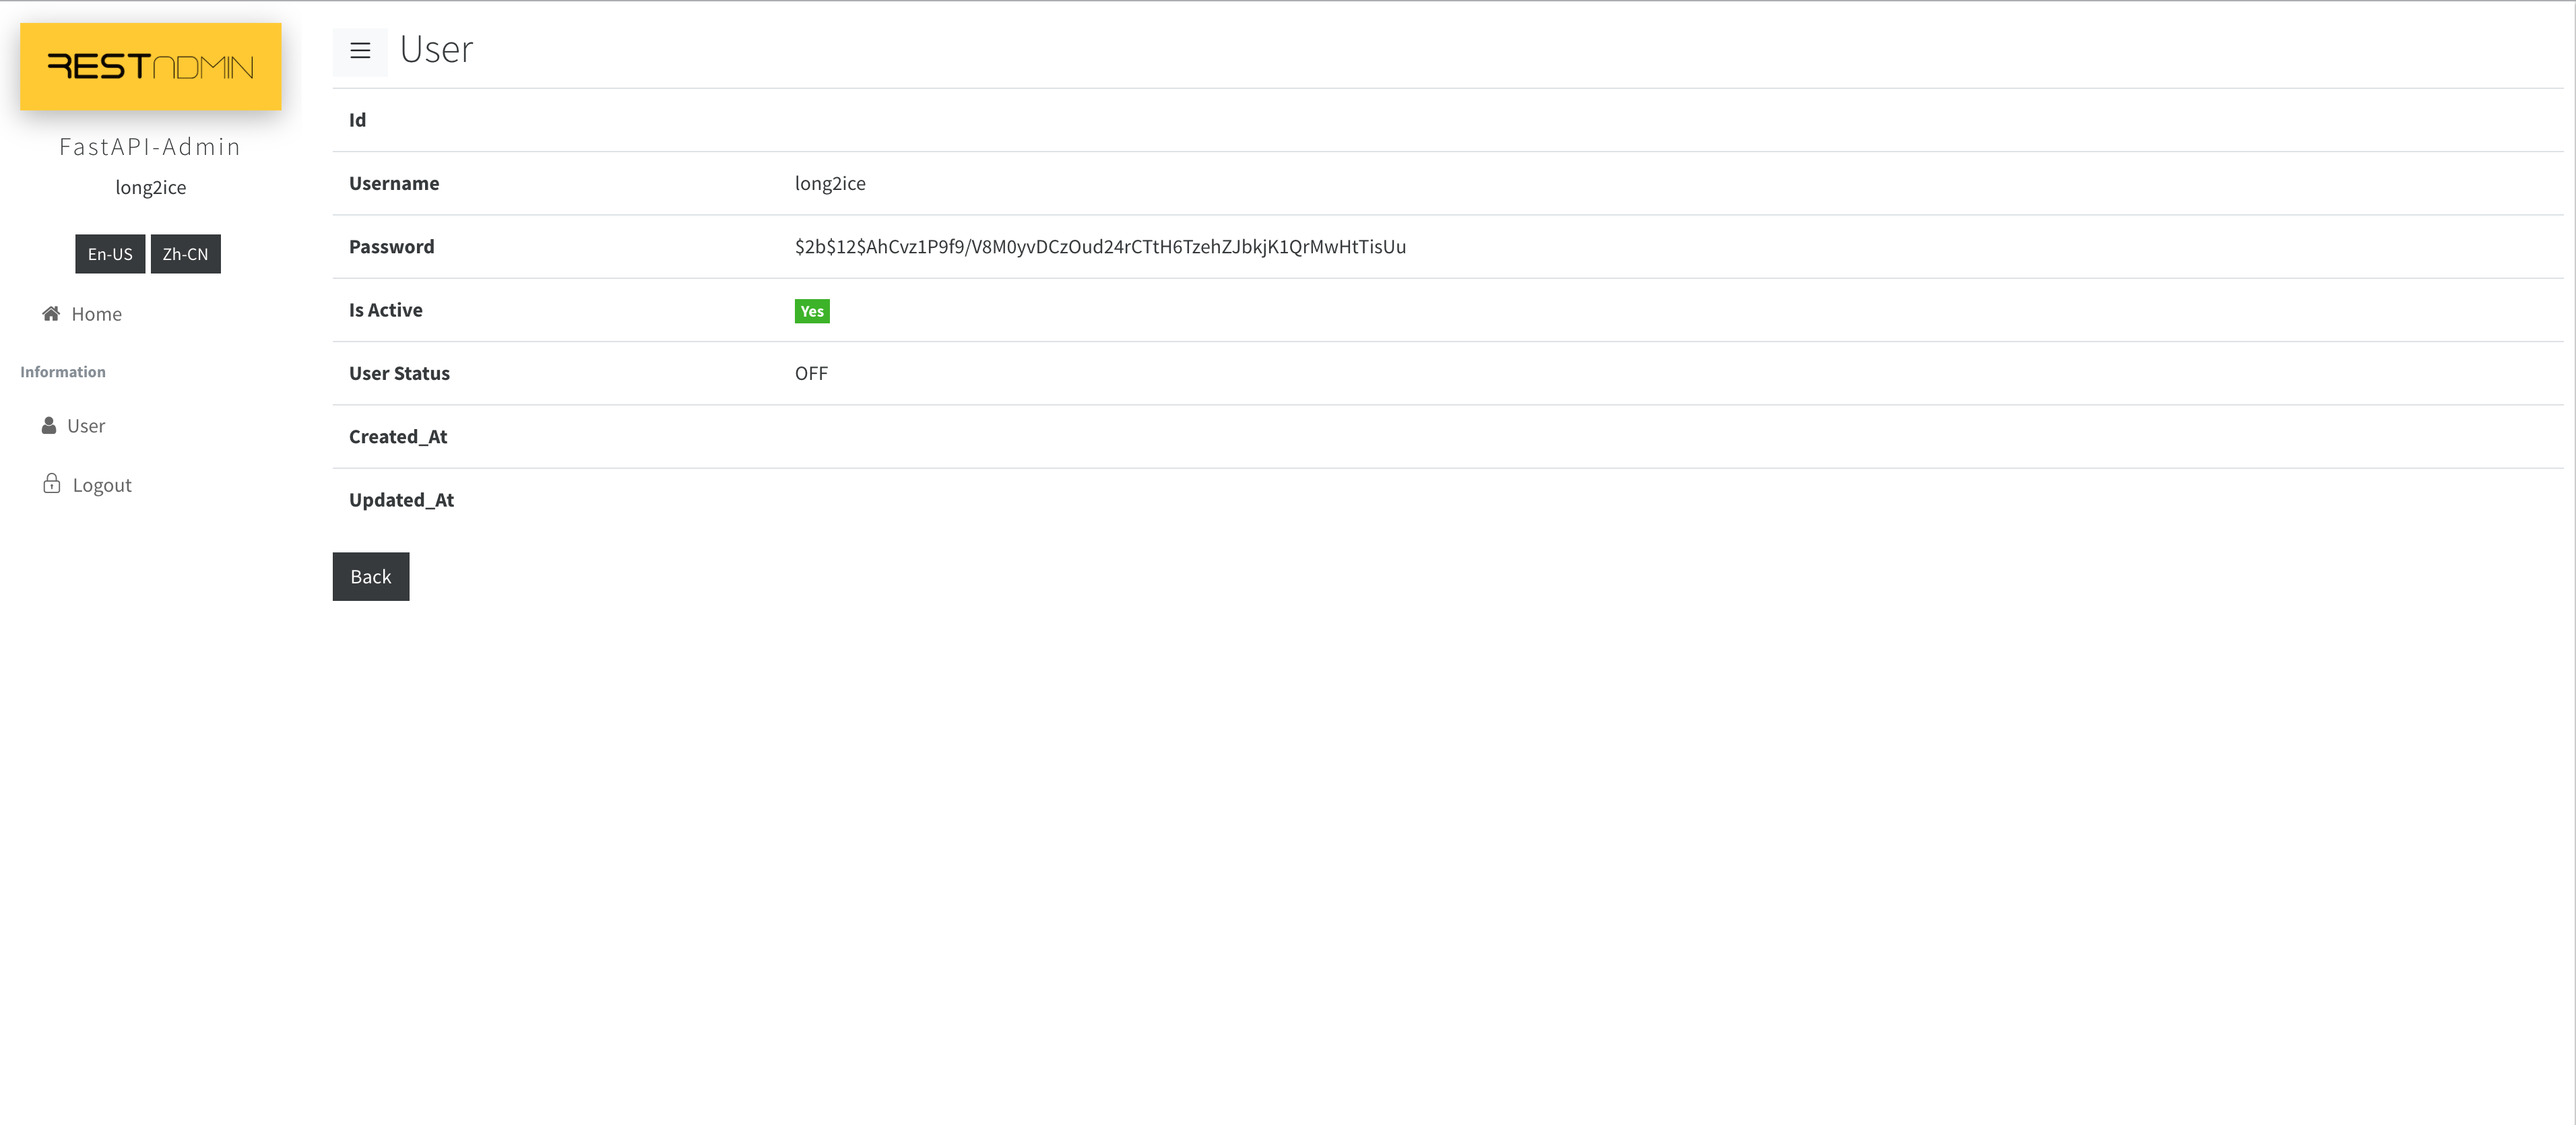 RESTADMIN
FastAPI-Admin
long2ice
En-US Zh-CN
Home
Information
User
Logout
User
Id
Username long2ice
Password $2b$12$AhCvz1P9f9/V8M0yvDCzOud24rCTtH6TzehZJbkjK1QrMwHtTisUu
Is Active Yes
User Status OFF
Created_At
Updated_At
Back